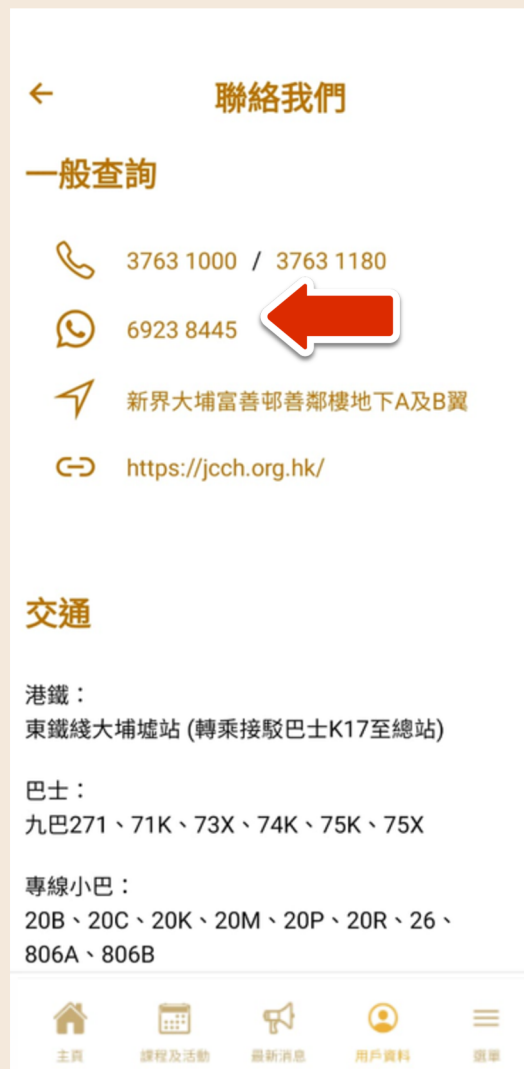 聯絡我們
一般查詢
3763 1000 / 3763 1180
6923 8445
新界大埔富善邨善鄰樓地下A及B翼
https://jcch.org.hk/
交通
港鐵：
東鐵綫大埔墟站 (轉乘接駁巴士K17至總站)
巴士：
九巴271、71K、73X、74K、75K、75X
專線小巴：
20B、20C、20K、20M、20P、20R、26、
806A、806B
主頁 課程及活動 最新消息 用戶資料 選單